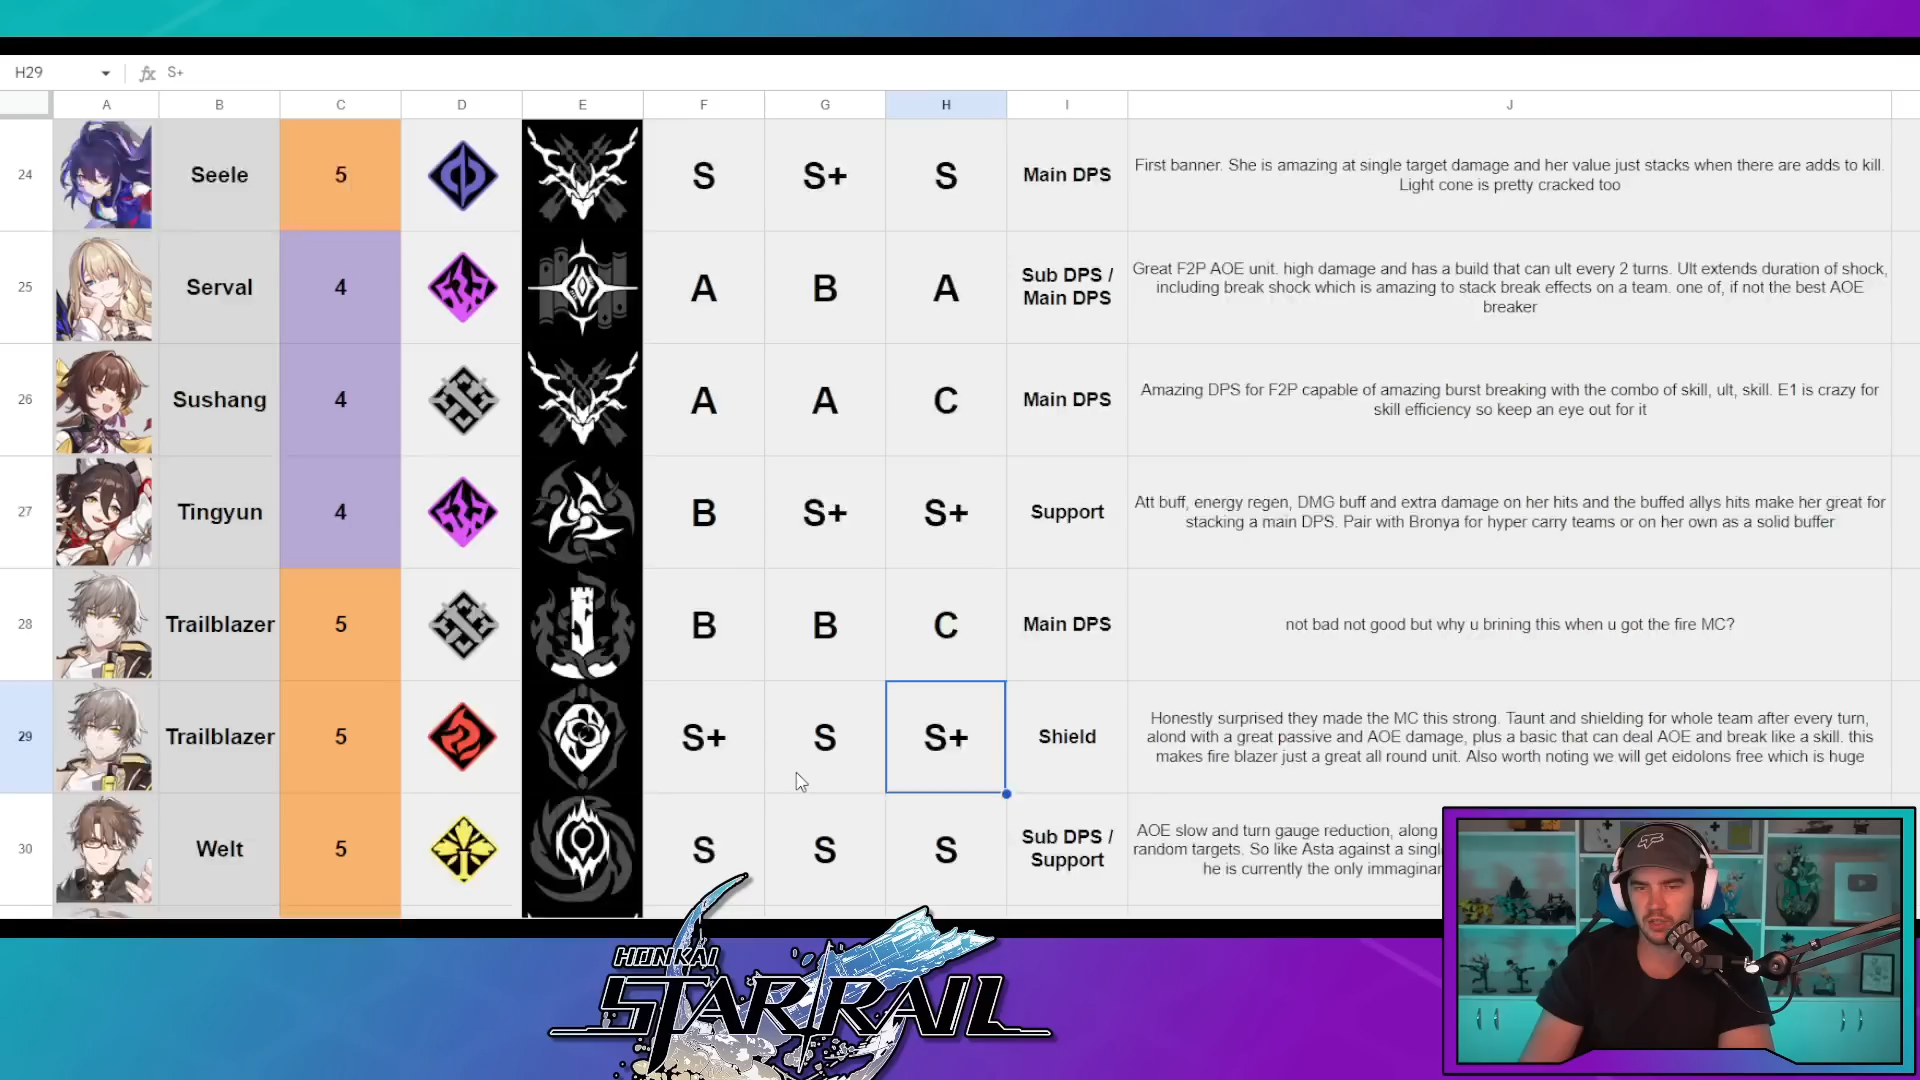 H29 fx S+
A B C D E F G H I J
24 Seele 5 S S+ S Main DPS
First banner. She is amazing at single target damage and her value just stacks when there are adds to kill.
Light cone is pretty cracked too
25 Serval 4 A B A Sub DPS /
Main DPS
Great F2P AOE unit. high damage and has a build that can ult every 2 turns. Ult extends duration of shock,
including break shock which is amazing to stack break effects on a team. one of, if not the best AOE
breaker
26 Sushang 4 A A C Main DPS
Amazing DPS for F2P capable of amazing burst breaking with the combo of skill, ult, skill. E1 is crazy for
skill efficiency so keep an eye out for it
27 Tingyun 4 B S+ S+ Support
Att buff, energy regen, DMG buff and extra damage on her hits and the buffed allys hits make her great for
stacking a main DPS. Pair with Bronya for hyper carry teams or on her own as a solid buffer
28 Trailblazer 5 B B C Main DPS
not bad not good but why u brining this when u got the fire MC?
29 Trailblazer 5 S+ S S+ Shield
Honestly surprised they made the MC this strong. Taunt and shielding for whole team after every turn,
alond with a great passive and AOE damage, plus a basic that can deal AOE and break like a skill. this
makes fire blazer just a great all round unit. Also worth noting we will get eidolons free which is huge
30 Welt 5 S S S Sub DPS /
Support
AOE slow and turn gauge reduction, along
random targets. So like Asta against a singl
he is currently the only immaginar
HONKAI
STAR RAIL